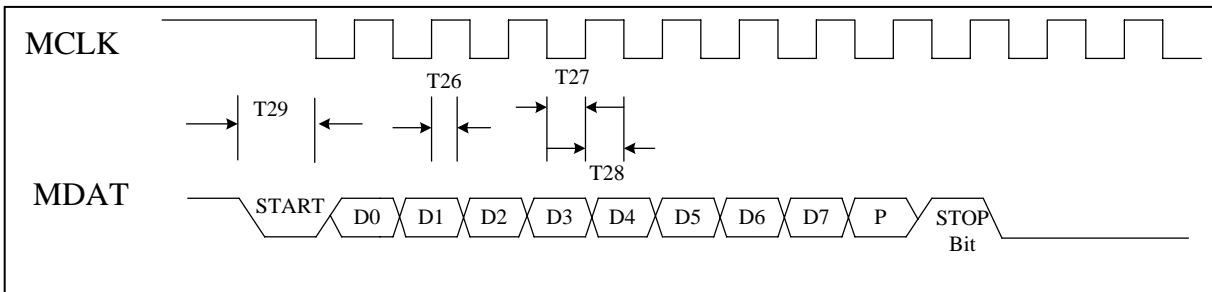 MCLK
T26
T27
T29
T28
MDAT
START
D0
D1
D2
D3
D4
D5
D6
D7
P
STOP
Bit